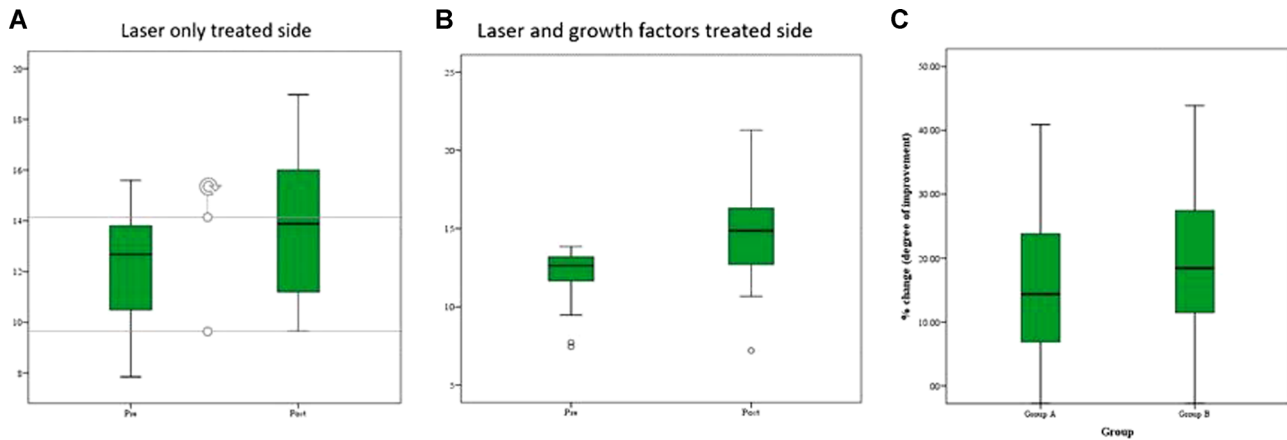 A
Laser only treated side
20
18
16
14
12
10
8
Pre
Post
B
Laser and growth factors treated side
25
20
15
10
5
Pre
Post
C
% change (degree of improvement)
50.00
40.00
30.00
20.00
10.00
.00
Group A
Group B
Group